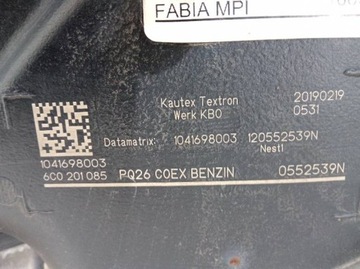 FABIA MPI
Kautex Textron 20190219
Werk KB0 0531
Datamatrix: 1041698003 120552539N
Nest1
1041698003
6C0 201 085 PQ26 COEX BENZIN 0552539N